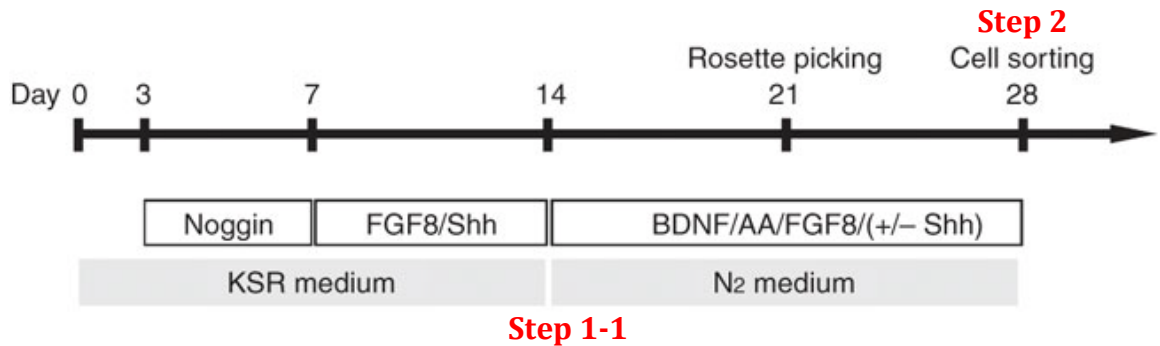 Step 2
Rosette picking Cell sorting
Day 0 3 7 14 21 28
Noggin FGF8/Shh BDNF/AA/FGF8/(+/– Shh)
KSR medium N2 medium
Step 1-1